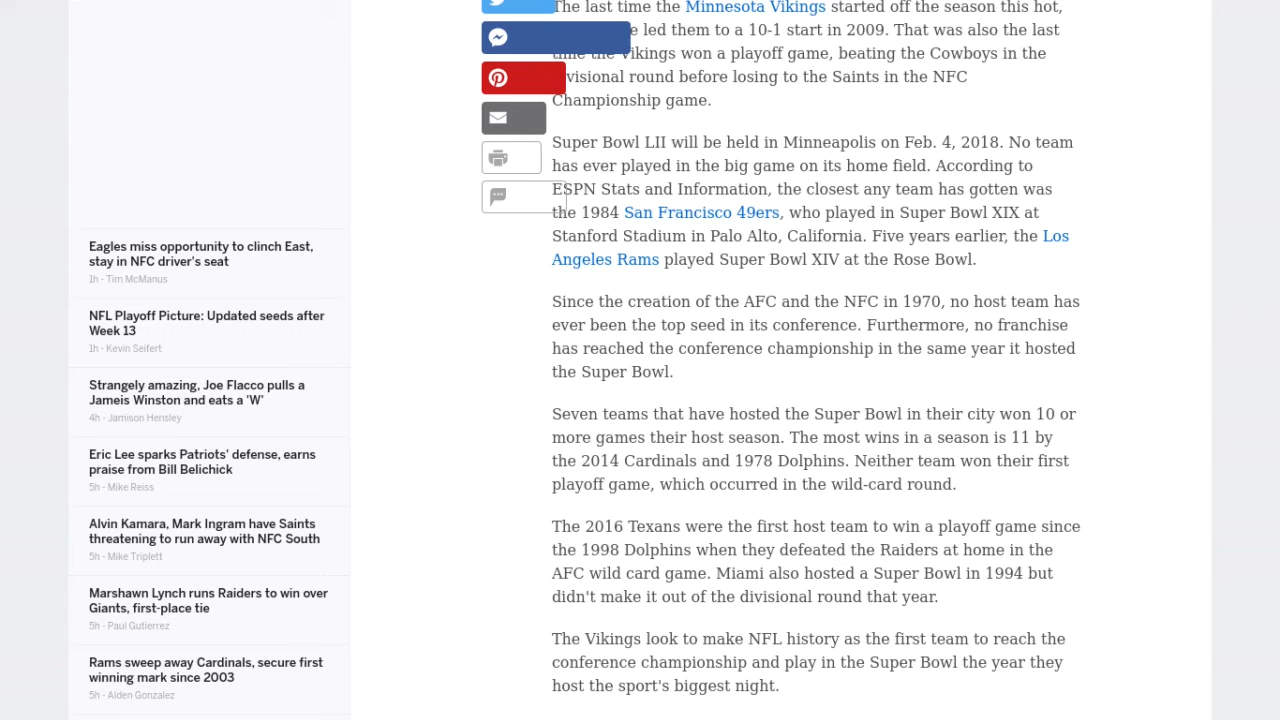 The last time the Minnesota Vikings started off the season this hot,
led them to a 10-1 start in 2009. That was also the last
time the Vikings won a playoff game, beating the Cowboys in the
divisional round before losing to the Saints in the NFC
Championship game.
Super Bowl LII will be held in Minneapolis on Feb. 4, 2018. No team
has ever played in the big game on its home field. According to
ESPN Stats and Information, the closest any team has gotten was
the 1984 San Francisco 49ers, who played in Super Bowl XIX at
Stanford Stadium in Palo Alto, California. Five years earlier, the Los
Angeles Rams played Super Bowl XIV at the Rose Bowl.
Since the creation of the AFC and the NFC in 1970, no host team has
ever been the top seed in its conference. Furthermore, no franchise
has reached the conference championship in the same year it hosted
the Super Bowl.
Seven teams that have hosted the Super Bowl in their city won 10 or
more games their host season. The most wins in a season is 11 by
the 2014 Cardinals and 1978 Dolphins. Neither team won their first
playoff game, which occurred in the wild-card round.
The 2016 Texans were the first host team to win a playoff game since
the 1998 Dolphins when they defeated the Raiders at home in the
AFC wild card game. Miami also hosted a Super Bowl in 1994 but
didn't make it out of the divisional round that year.
The Vikings look to make NFL history as the first team to reach the
conference championship and play in the Super Bowl the year they
host the sport's biggest night.
Eagles miss opportunity to clinch East,
stay in NFC driver's seat
1h - Tim McManus
NFL Playoff Picture: Updated seeds after
Week 13
1h - Kevin Seifert
Strangely amazing, Joe Flacco pulls a
Jameis Winston and eats a 'W'
4h - Jamison Hensley
Eric Lee sparks Patriots' defense, earns
praise from Bill Belichick
5h - Mike Reiss
Alvin Kamara, Mark Ingram have Saints
threatening to run away with NFC South
5h - Mike Triplett
Marshawn Lynch runs Raiders to win over
Giants, first-place tie
5h - Paul Gutierrez
Rams sweep away Cardinals, secure first
winning mark since 2003
5h - Alden Gonzalez